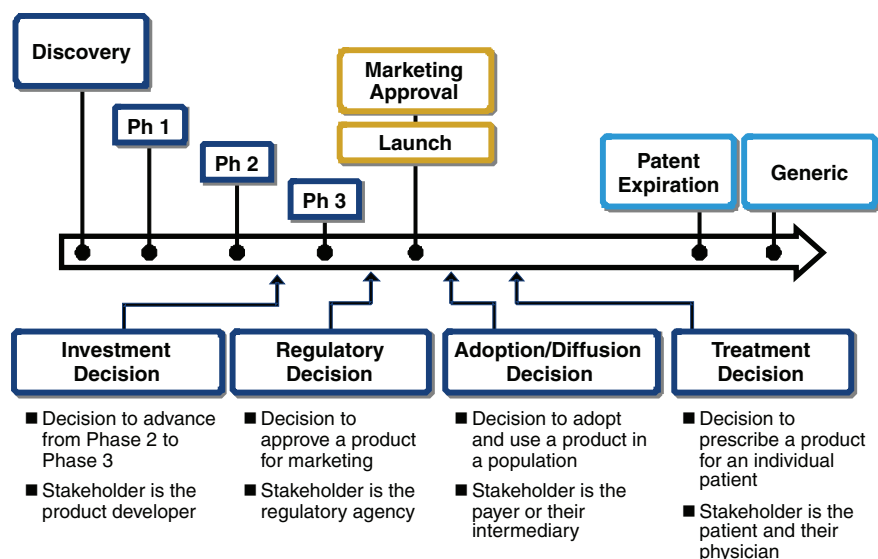 Discovery
Ph 1
Ph 2
Ph 3
Marketing
Approval
Launch
Patent
Expiration
Generic
Investment
Decision
■ Decision to advance
from Phase 2 to
Phase 3
■ Stakeholder is the
product developer
Regulatory
Decision
■ Decision to
approve a product
for marketing
■ Stakeholder is the
regulatory agency
Adoption/Diffusion
Decision
■ Decision to adopt
and use a product in
a population
■ Stakeholder is the
payer or their
intermediary
Treatment
Decision
■ Decision to
prescribe a product
for an individual
patient
■ Stakeholder is the
patient and their
physician